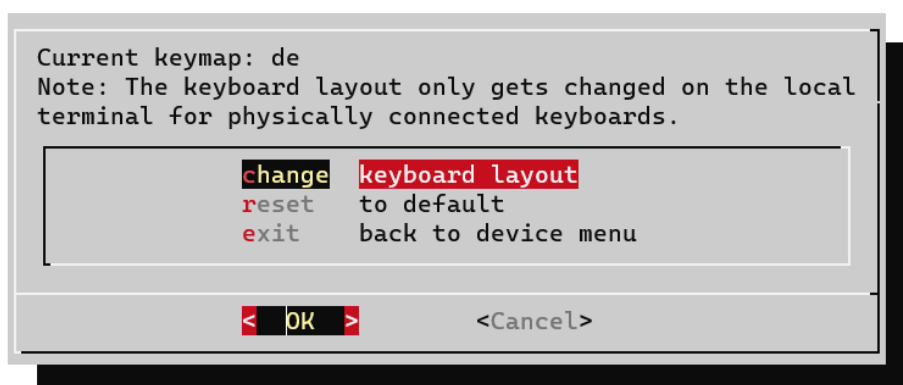 Current keymap: de
Note: The keyboard layout only gets changed on the local
terminal for physically connected keyboards.
change keyboard layout
reset to default
exit back to device menu
< OK > <Cancel>